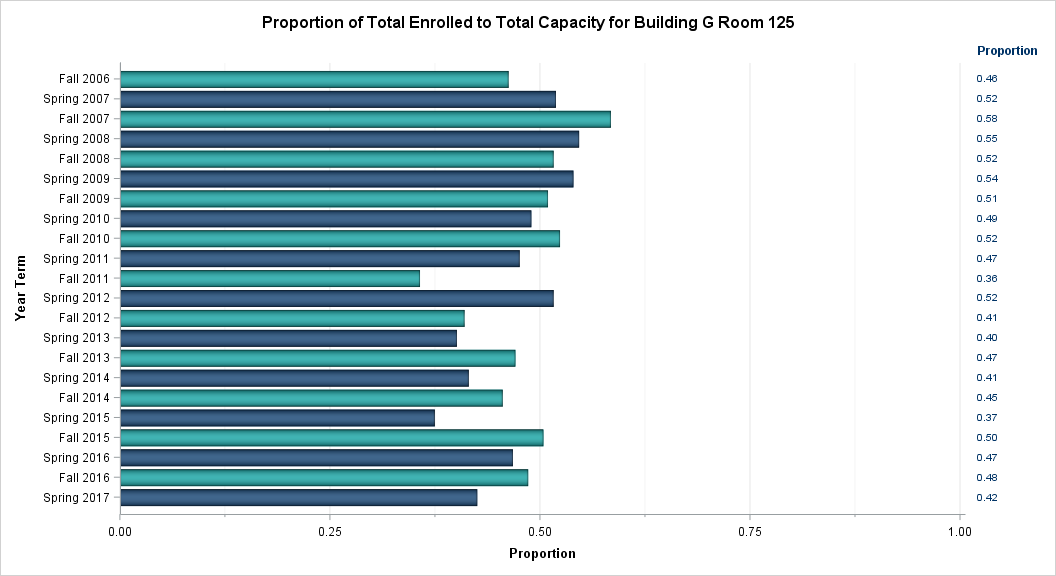 Proportion of Total Enrolled to Total Capacity for Building G Room 125
Proportion
Fall 2006 0.46
Spring 2007 0.52
Fall 2007 0.58
Spring 2008 0.55
Fall 2008 0.52
Spring 2009 0.54
Fall 2009 0.51
Spring 2010 0.49
Fall 2010 0.52
Spring 2011 0.47
Fall 2011 0.36
Spring 2012 0.52
Fall 2012 0.41
Spring 2013 0.40
Fall 2013 0.47
Spring 2014 0.41
Fall 2014 0.45
Spring 2015 0.37
Fall 2015 0.50
Spring 2016 0.47
Fall 2016 0.48
Spring 2017 0.42
Year Term
0.00 0.25 0.50 0.75 1.00
Proportion